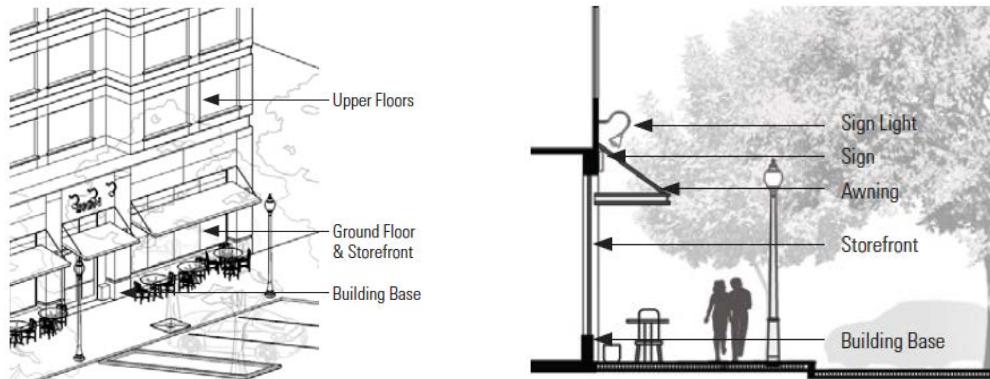 Upper Floors
Ground Floor
& Storefront
Building Base
Sign Light
Sign
Awning
Storefront
Building Base